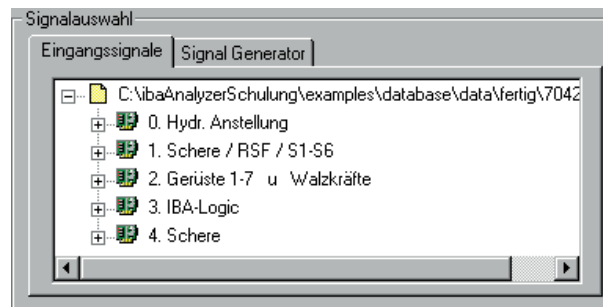 Signalauswahl
Eingangssignale Signal Generator
C:\ibaAnalyzerSchulung\examples\database\data\fertig\7042
0. Hydr. Anstellung
1. Schere / RSF / S1-S6
2. Gerüste 1-7 u Walzkräfte
3. IBA-Logic
4. Schere